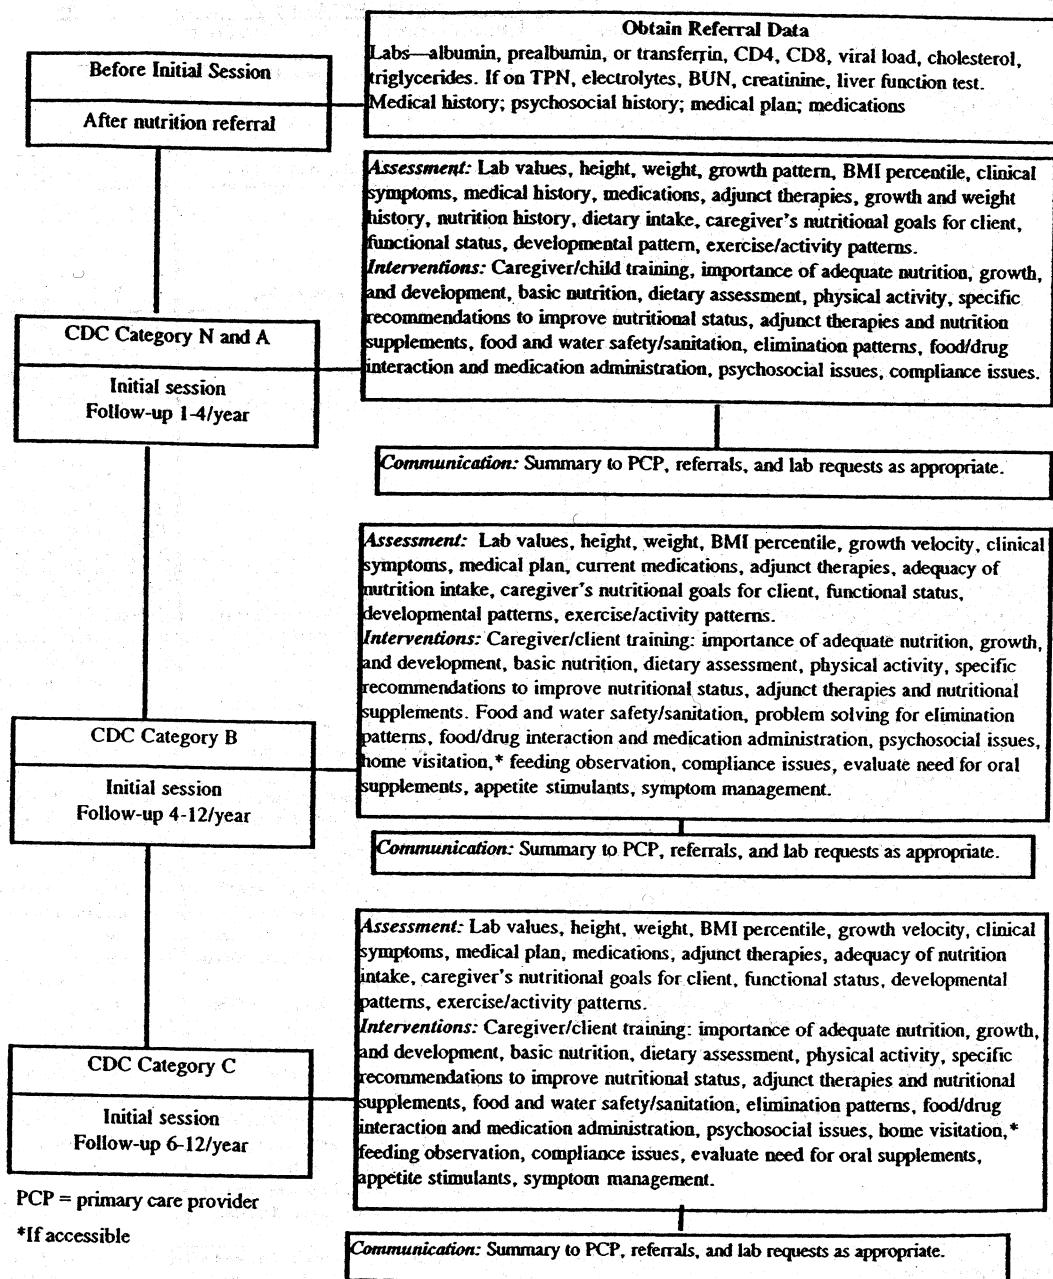 Obtain Referral Data
Labs—albumin, prealbumin, or transferrin, CD4, CD8, viral load, cholesterol,
triglycerides. If on TPN, electrolytes, BUN, creatinine, liver function test.
Medical history; psychosocial history; medical plan; medications
Before Initial Session
After nutrition referral
Assessment: Lab values, height, weight, growth pattern, BMI percentile, clinical
symptoms, medical history, medications, adjunct therapies, growth and weight
history, nutrition history, dietary intake, caregiver's nutritional goals for client,
functional status, developmental pattern, exercise/activity patterns.
Interventions: Caregiver/child training, importance of adequate nutrition, growth,
and development, basic nutrition, dietary assessment, physical activity, specific
recommendations to improve nutritional status, adjunct therapies and nutrition
supplements, food and water safety/sanitation, elimination patterns, food/drug
interaction and medication administration, psychosocial issues, compliance issues.
CDC Category N and A
Initial session
Follow-up 1-4/year
Communication: Summary to PCP, referrals, and lab requests as appropriate.
Assessment: Lab values, height, weight, BMI percentile, growth velocity, clinical
symptoms, medical plan, current medications, adjunct therapies, adequacy of
nutrition intake, caregiver's nutritional goals for client, functional status,
developmental patterns, exercise/activity patterns.
Interventions: Caregiver/client training: importance of adequate nutrition, growth,
and development, basic nutrition, dietary assessment, physical activity, specific
recommendations to improve nutritional status, adjunct therapies and nutritional
supplements. Food and water safety/sanitation, problem solving for elimination
patterns, food/drug interaction and medication administration, psychosocial issues,
home visitation,* feeding observation, compliance issues, evaluate need for oral
supplements, appetite stimulants, symptom management.
CDC Category B
Initial session
Follow-up 4-12/year
Communication: Summary to PCP, referrals, and lab requests as appropriate.
Assessment: Lab values, height, weight, BMI percentile, growth velocity, clinical
symptoms, medical plan, medications, adjunct therapies, adequacy of nutrition
intake, caregiver's nutritional goals for client, functional status, developmental
patterns, exercise/activity patterns.
Interventions: Caregiver/client training: importance of adequate nutrition, growth,
and development, basic nutrition, dietary assessment, physical activity, specific
recommendations to improve nutritional status, adjunct therapies and nutritional
supplements, food and water safety/sanitation, elimination patterns, food/drug
interaction and medication administration, psychosocial issues, home visitation,*
feeding observation, compliance issues, evaluate need for oral supplements,
appetite stimulants, symptom management.
CDC Category C
Initial session
Follow-up 6-12/year
PCP = primary care provider
*If accessible
Communication: Summary to PCP, referrals, and lab requests as appropriate.